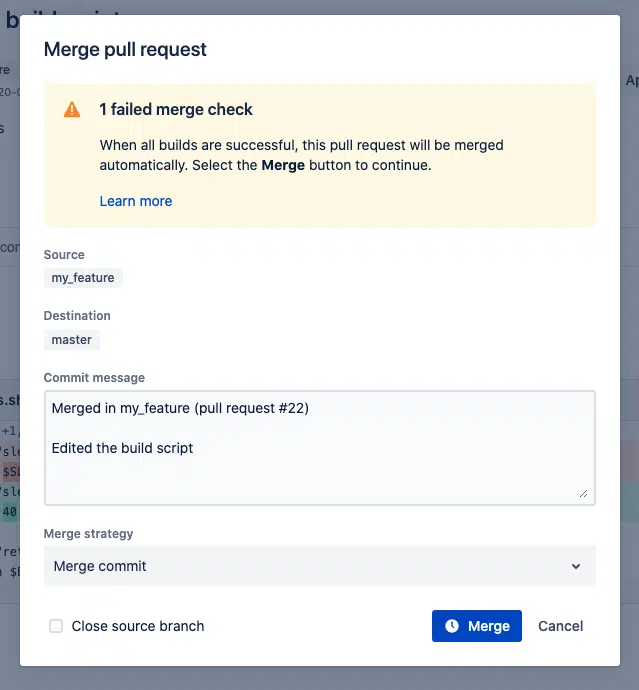 Merge pull request
1 failed merge check
When all builds are successful, this pull request will be merged
automatically. Select the Merge button to continue.
Learn more
Source
my_feature
Destination
master
Commit message
Merged in my_feature (pull request #22)
Edited the build script
Merge strategy
Merge commit
Close source branch
Merge
Cancel